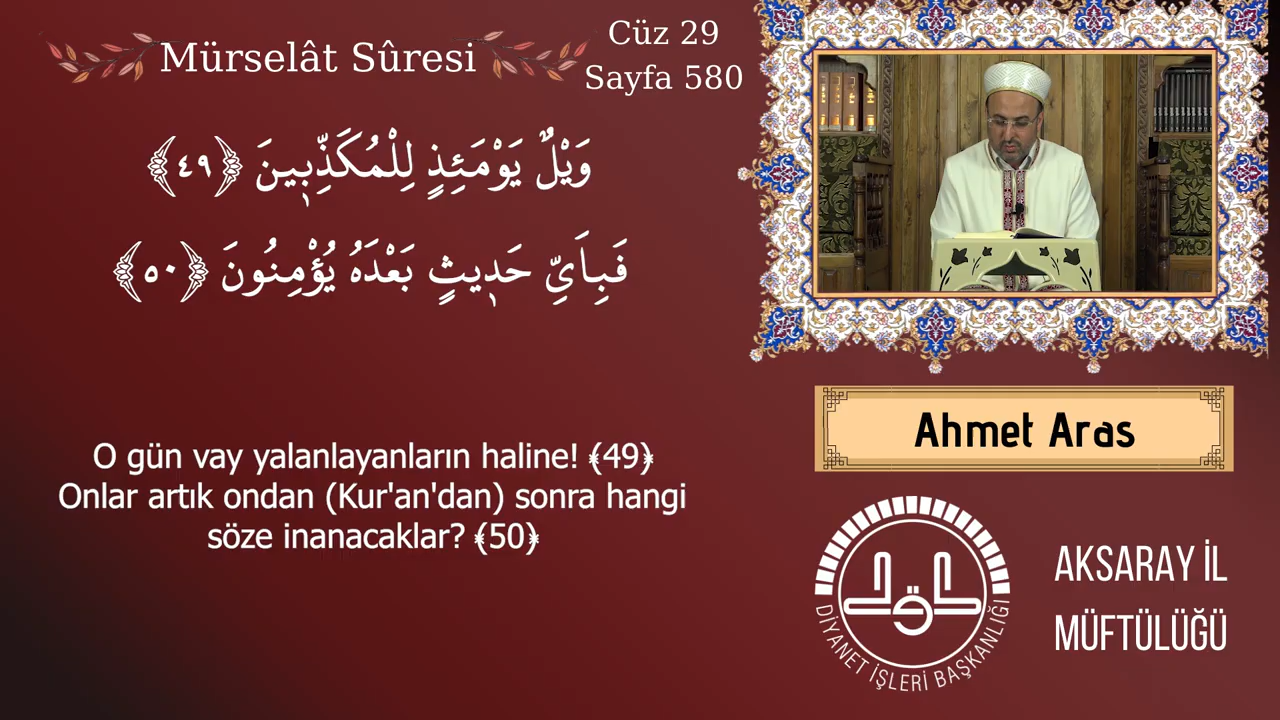 Mürselât Sûresi
Cüz 29
Sayfa 580
وَيْلٌ يَوْمَئِذٍ لِلْمُكَذِّب۪ينَ ﴿٤٩﴾
فَبِاَيِّ حَد۪يثٍ بَعْدَهُ يُؤْمِنُونَ ﴿٥٠﴾
O gün vay yalanlayanların haline! ﴾49﴿
Onlar artık ondan (Kur'an'dan) sonra hangi
söze inanacaklar? ﴾50﴿
Ahmet Aras
DİYANET İŞLERİ BAŞKANLIĞI
AKSARAY İL
MÜFTÜLÜĞÜ